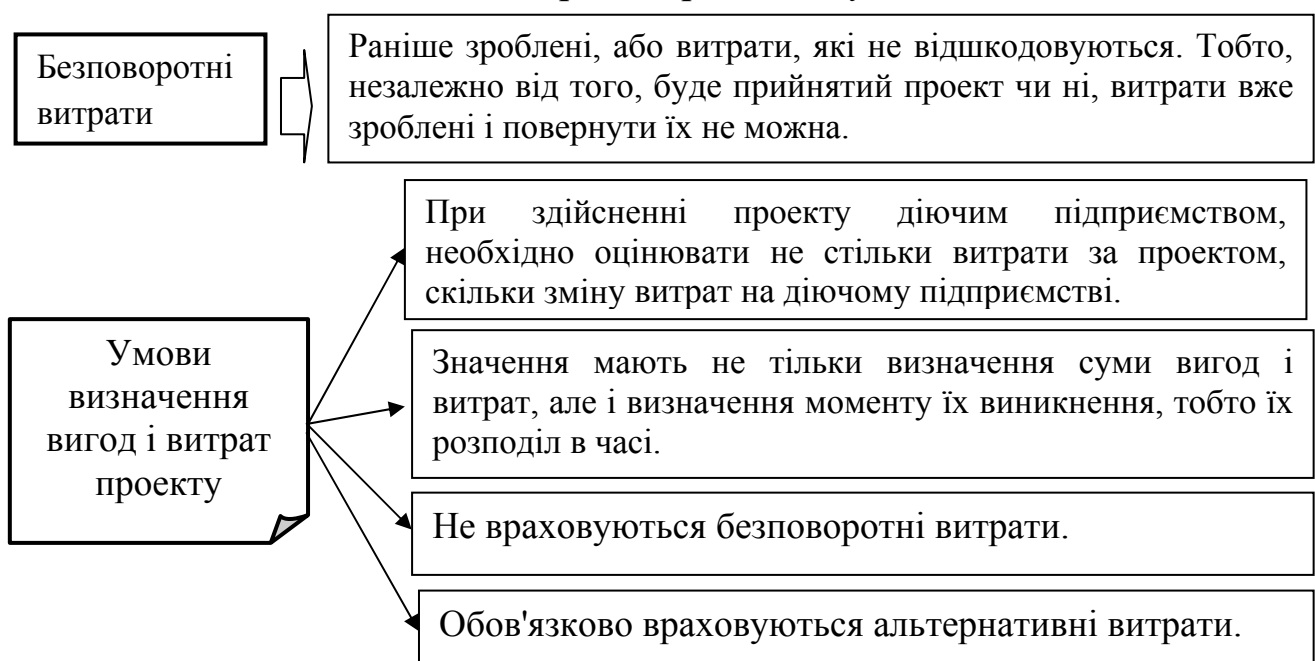 Безповоротні
витрати
Раніше зроблені, або витрати, які не відшкодовуються. Тобто,
незалежно від того, буде прийнятий проект чи ні, витрати вже
зроблені і повернути їх не можна.
Умови
визначення
вигод і витрат
проекту
При здійсненні проекту діючим підприємством,
необхідно оцінювати не стільки витрати за проектом,
скільки зміну витрат на діючому підприємстві.
Значення мають не тільки визначення суми вигод і
витрат, але і визначення моменту їх виникнення, тобто їх
розподіл в часі.
Не враховуються безповоротні витрати.
Обов'язково враховуються альтернативні витрати.